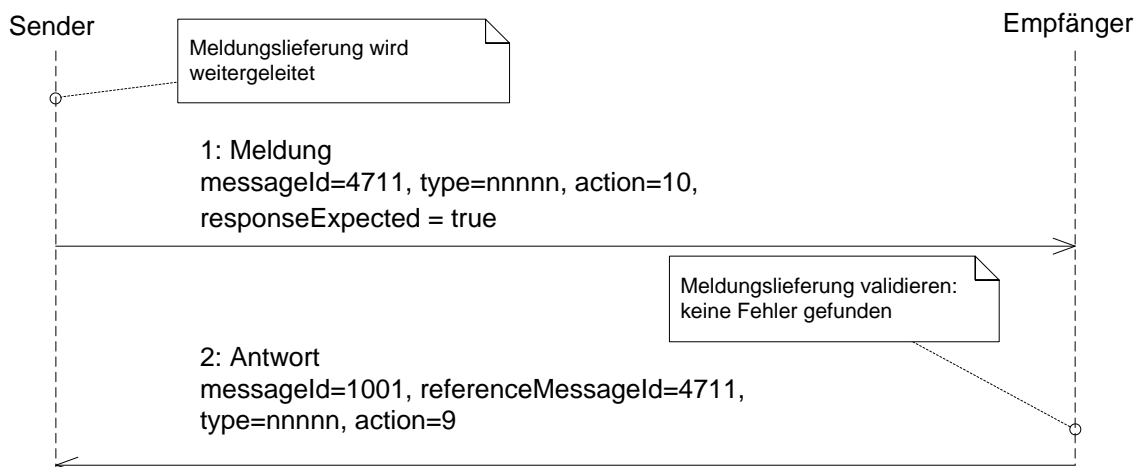 Sender
Empfänger
Meldungslieferung wird
weitergeleitet
1: Meldung
messageId=4711, type=nnnnn, action=10,
responseExpected = true
Meldungslieferung validieren:
keine Fehler gefunden
2: Antwort
messageId=1001, referenceMessageId=4711,
type=nnnnn, action=9